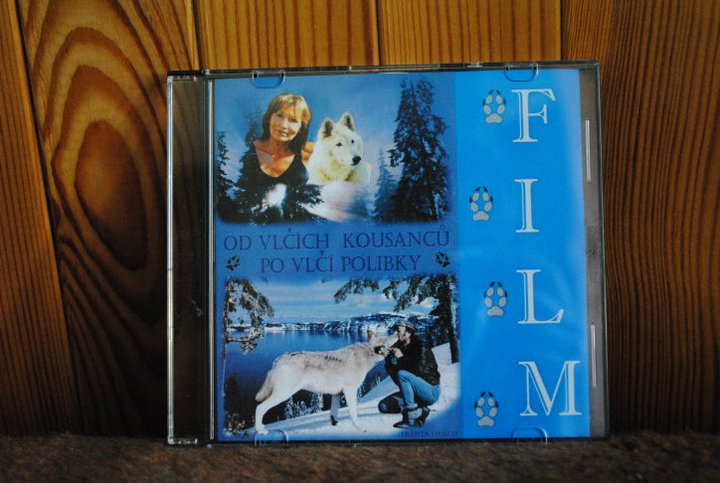 OD VLČÍCH KOUSANCŮ
PO VLČÍ POLIBKY
FILM